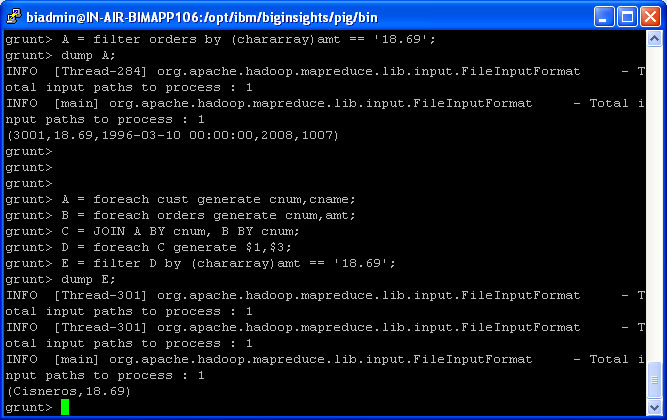 biadmin@IN-AIR-BIMAPP106:/opt/ibm/biginsights/pig/bin
grunt> A = filter orders by (chararray)amt == '18.69';
grunt> dump A;
INFO  [Thread-284] org.apache.hadoop.mapreduce.lib.input.FileInputFormat     - T
otal input paths to process : 1
INFO  [main] org.apache.hadoop.mapreduce.lib.input.FileInputFormat     - Total i
nput paths to process : 1
(3001,18.69,1996-03-10 00:00:00,2008,1007)
grunt>
grunt>
grunt>
grunt> A = foreach cust generate cnum,cname;
grunt> B = foreach orders generate cnum,amt;
grunt> C = JOIN A BY cnum, B BY cnum;
grunt> D = foreach C generate $1,$3;
grunt> E = filter D by (chararray)amt == '18.69';
grunt> dump E;
INFO  [Thread-301] org.apache.hadoop.mapreduce.lib.input.FileInputFormat     - T
otal input paths to process : 1
INFO  [Thread-301] org.apache.hadoop.mapreduce.lib.input.FileInputFormat     - T
otal input paths to process : 1
INFO  [main] org.apache.hadoop.mapreduce.lib.input.FileInputFormat     - Total i
nput paths to process : 1
(Cisneros,18.69)
grunt>